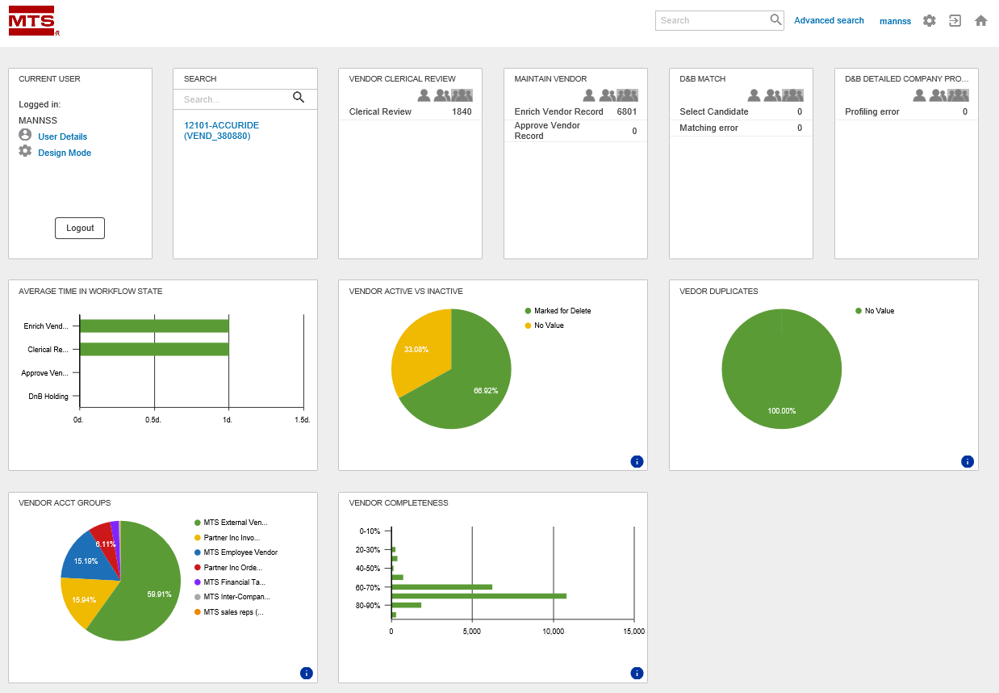 MTS
®
Search
Advanced search
mannss
CURRENT USER
Logged in:
MANNSS
User Details
Design Mode
Logout
SEARCH
Search...
12101-ACCURIDE
(VEND_380880)
VENDOR CLERICAL REVIEW
Clerical Review 1840
MAINTAIN VENDOR
Enrich Vendor Record 6801
Approve Vendor
Record 0
D&B MATCH
Select Candidate 0
Matching error 0
D&B DETAILED COMPANY PRO...
Profiling error 0
AVERAGE TIME IN WORKFLOW STATE
Enrich Vend...
Clerical Re...
Approve Ven...
DnB Holding
0d. 0.5d. 1d. 1.5d.
VENDOR ACTIVE VS INACTIVE
Marked for Delete
No Value
33.08%
66.92%
i
VEDOR DUPLICATES
No Value
100.00%
i
VENDOR ACCT GROUPS
MTS External Ven...
Partner Inc Invo...
MTS Employee Vendor
Partner Inc Orde...
MTS Financial Ta...
MTS Inter-Compan...
MTS sales reps (...
6.11%
15.19%
59.91%
15.94%
i
VENDOR COMPLETENESS
0-10%
20-30%
40-50%
60-70%
80-90%
0 5,000 10,000 15,000
i